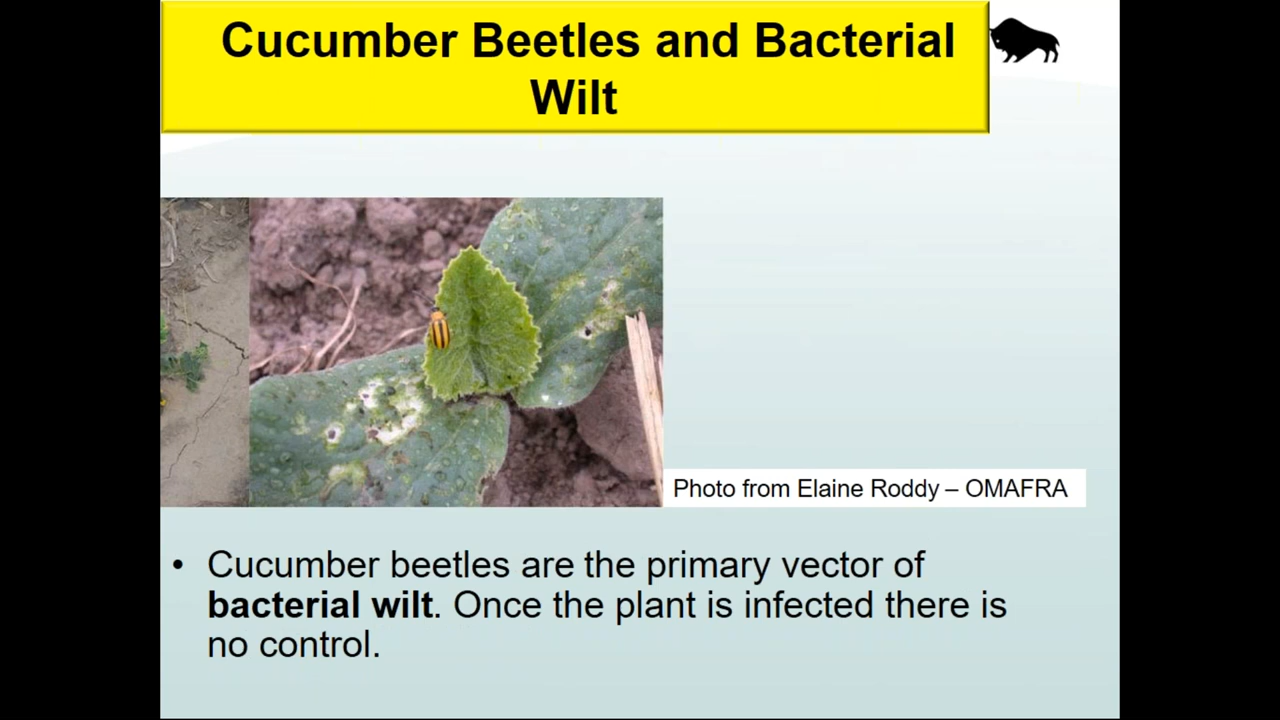 Cucumber Beetles and Bacterial
Wilt
Photo from Elaine Roddy – OMAFRA
• Cucumber beetles are the primary vector of
bacterial wilt. Once the plant is infected there is
no control.